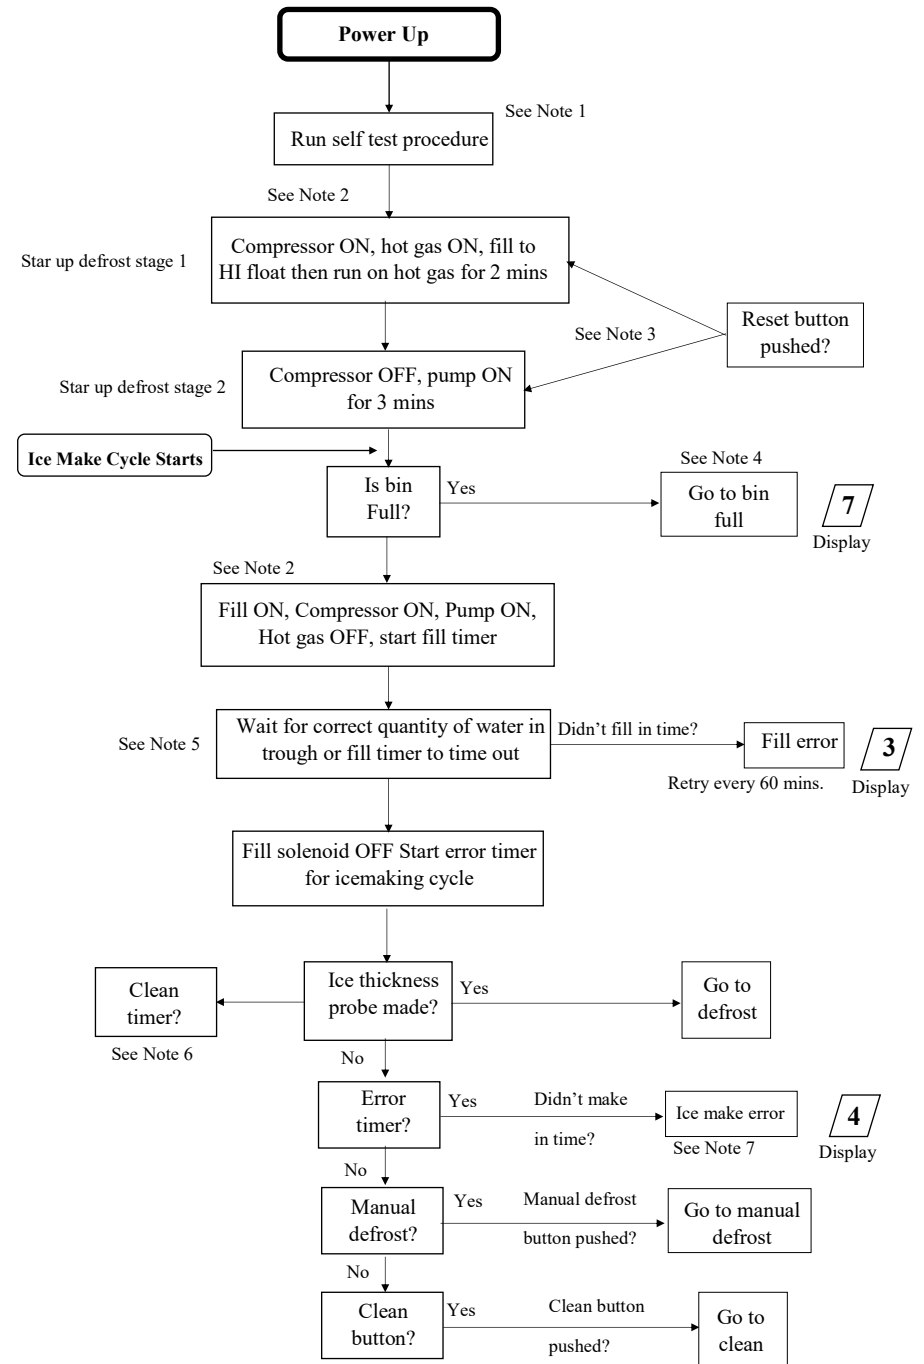 Power Up
See Note 1
Run self test procedure
See Note 2
Star up defrost stage 1
Compressor ON, hot gas ON, fill to
HI float then run on hot gas for 2 mins
See Note 3
Reset button
pushed?
Star up defrost stage 2
Compressor OFF, pump ON
for 3 mins
Ice Make Cycle Starts
Is bin
Full?
Yes
See Note 4
Go to bin
full
7
Display
See Note 2
Fill ON, Compressor ON, Pump ON,
Hot gas OFF, start fill timer
See Note 5
Wait for correct quantity of water in
trough or fill timer to time out
Didn’t fill in time?
Fill error
Retry every 60 mins.
3
Display
Fill solenoid OFF Start error timer
for icemaking cycle
Clean
timer?
See Note 6
Ice thickness
probe made?
Yes
Go to
defrost
No
Error
timer?
Yes
Didn’t make
in time?
Ice make error
See Note 7
4
Display
No
Manual
defrost?
Yes
Manual defrost
button pushed?
Go to manual
defrost
No
Clean
button?
Yes
Clean button
pushed?
Go to
clean